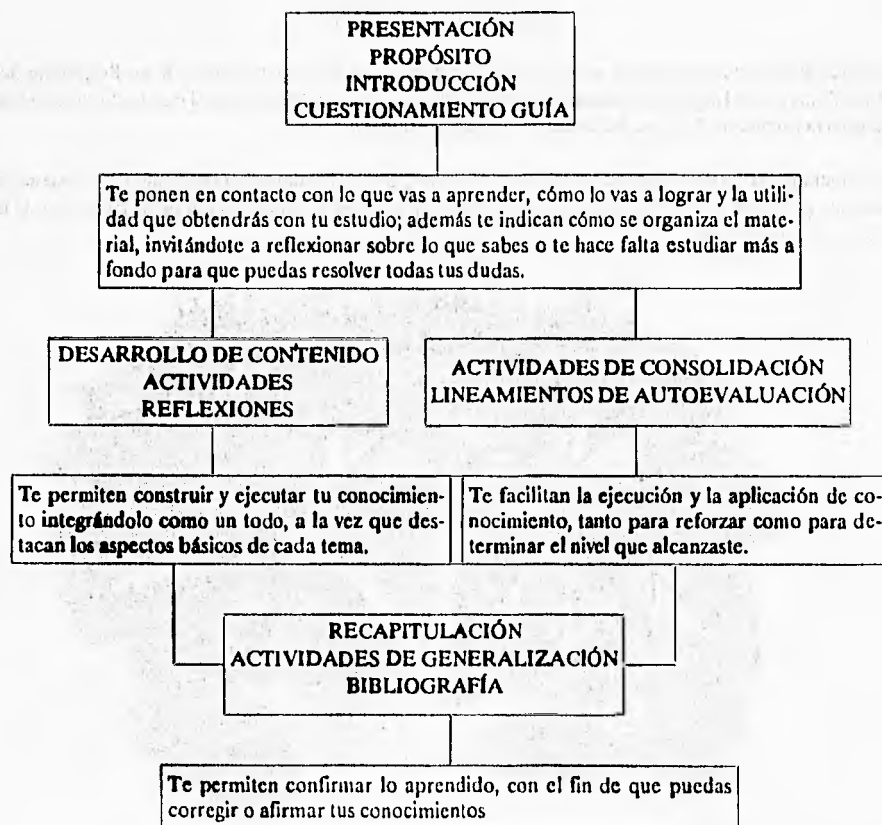 PRESENTACIÓN
PROPÓSITO
INTRODUCCIÓN
CUESTIONAMIENTO GUÍA
Te ponen en contacto con lo que vas a aprender, cómo lo vas a lograr y la utili-
dad que obtendrás con tu estudio; además te indican cómo se organiza el mate-
rial, invitándote a reflexionar sobre lo que sabes o te hace falta estudiar más a
fondo para que puedas resolver todas tus dudas.
DESARROLLO DE CONTENIDO
ACTIVIDADES
REFLEXIONES
ACTIVIDADES DE CONSOLIDACIÓN
LINEAMIENTOS DE AUTOEVALUACIÓN
Te permiten construir y ejecutar tu conocimien-
to integrándolo como un todo, a la vez que des-
tacan los aspectos básicos de cada tema.
Te facilitan la ejecución y la aplicación de co-
nocimiento, tanto para reforzar como para de-
terminar el nivel que alcanzaste.
RECAPITULACIÓN
ACTIVIDADES DE GENERALIZACIÓN
BIBLIOGRAFÍA
Te permiten confirmar lo aprendido, con el fin de que puedas
corregir o afirmar tus conocimientos